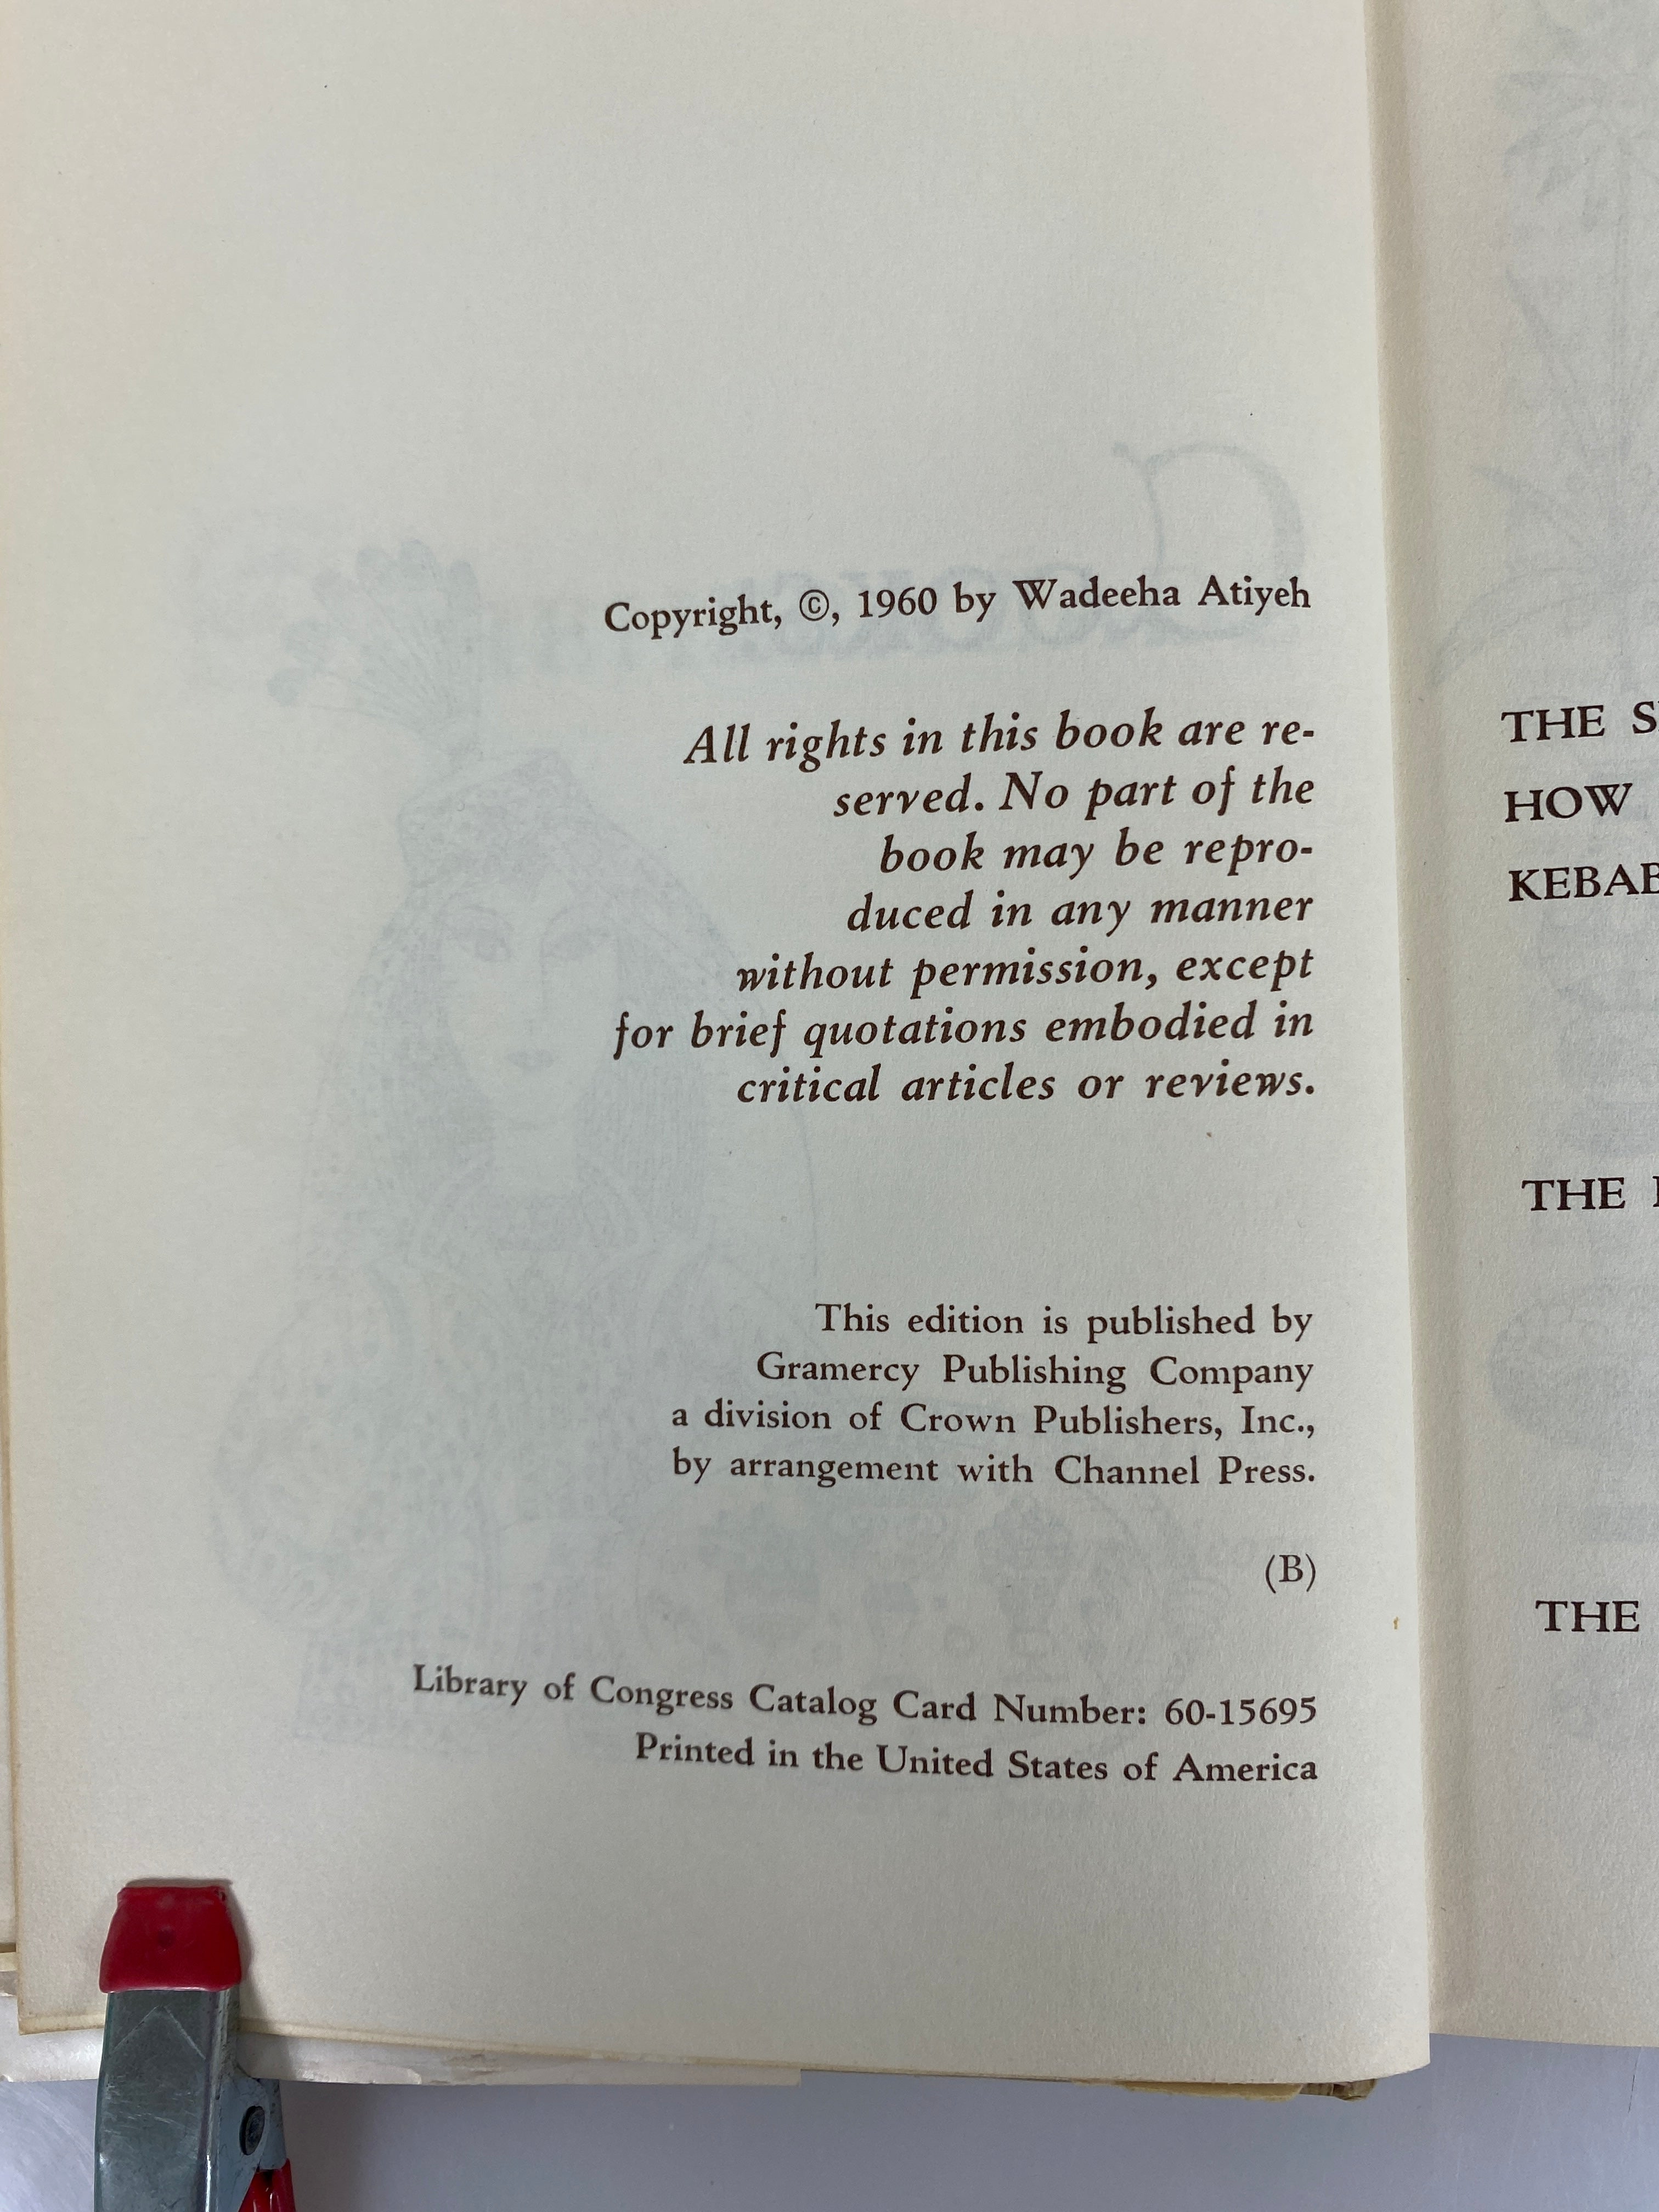 Copyright, ©, 1960 by Wadeeha Atiyeh
All rights in this book are re-
served. No part of the
book may be repro-
duced in any manner
without permission, except
for brief quotations embodied in
critical articles or reviews.
This edition is published by
Gramercy Publishing Company
a division of Crown Publishers, Inc.,
by arrangement with Channel Press.
(B)
Library of Congress Catalog Card Number: 60-15695
Printed in the United States of America
THE
HOW
KEBAB
THE
THE